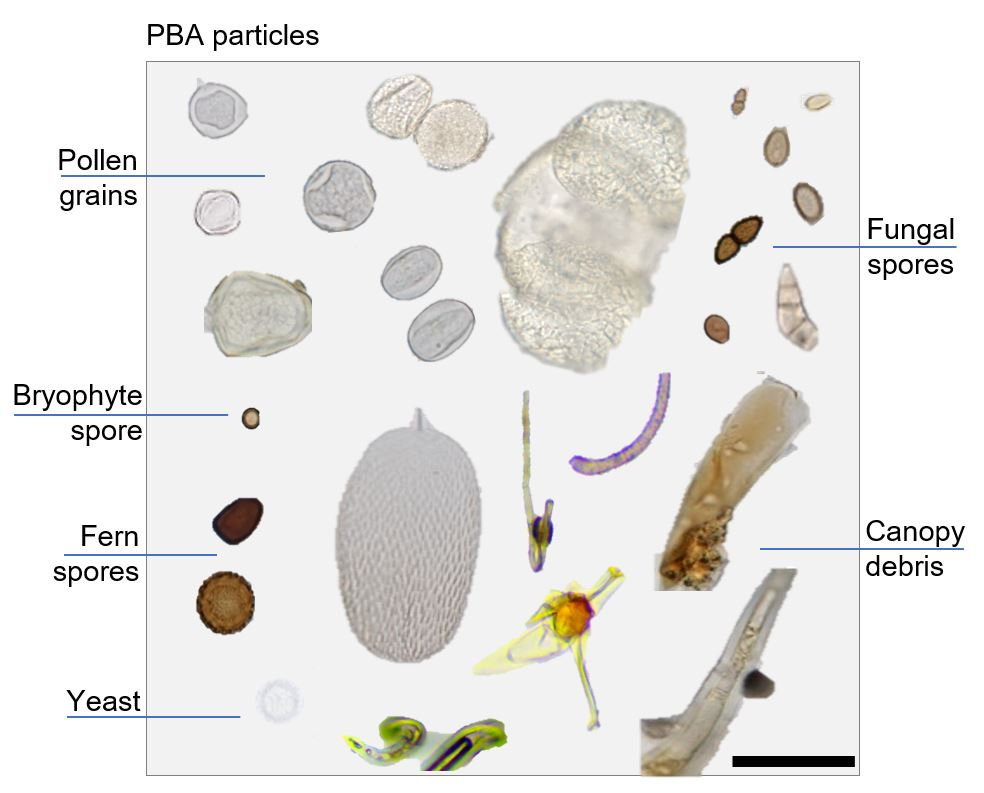 PBA particles
Pollen
grains
Fungal
spores
Bryophyte
spore
Fern
spores
Canopy
debris
Yeast